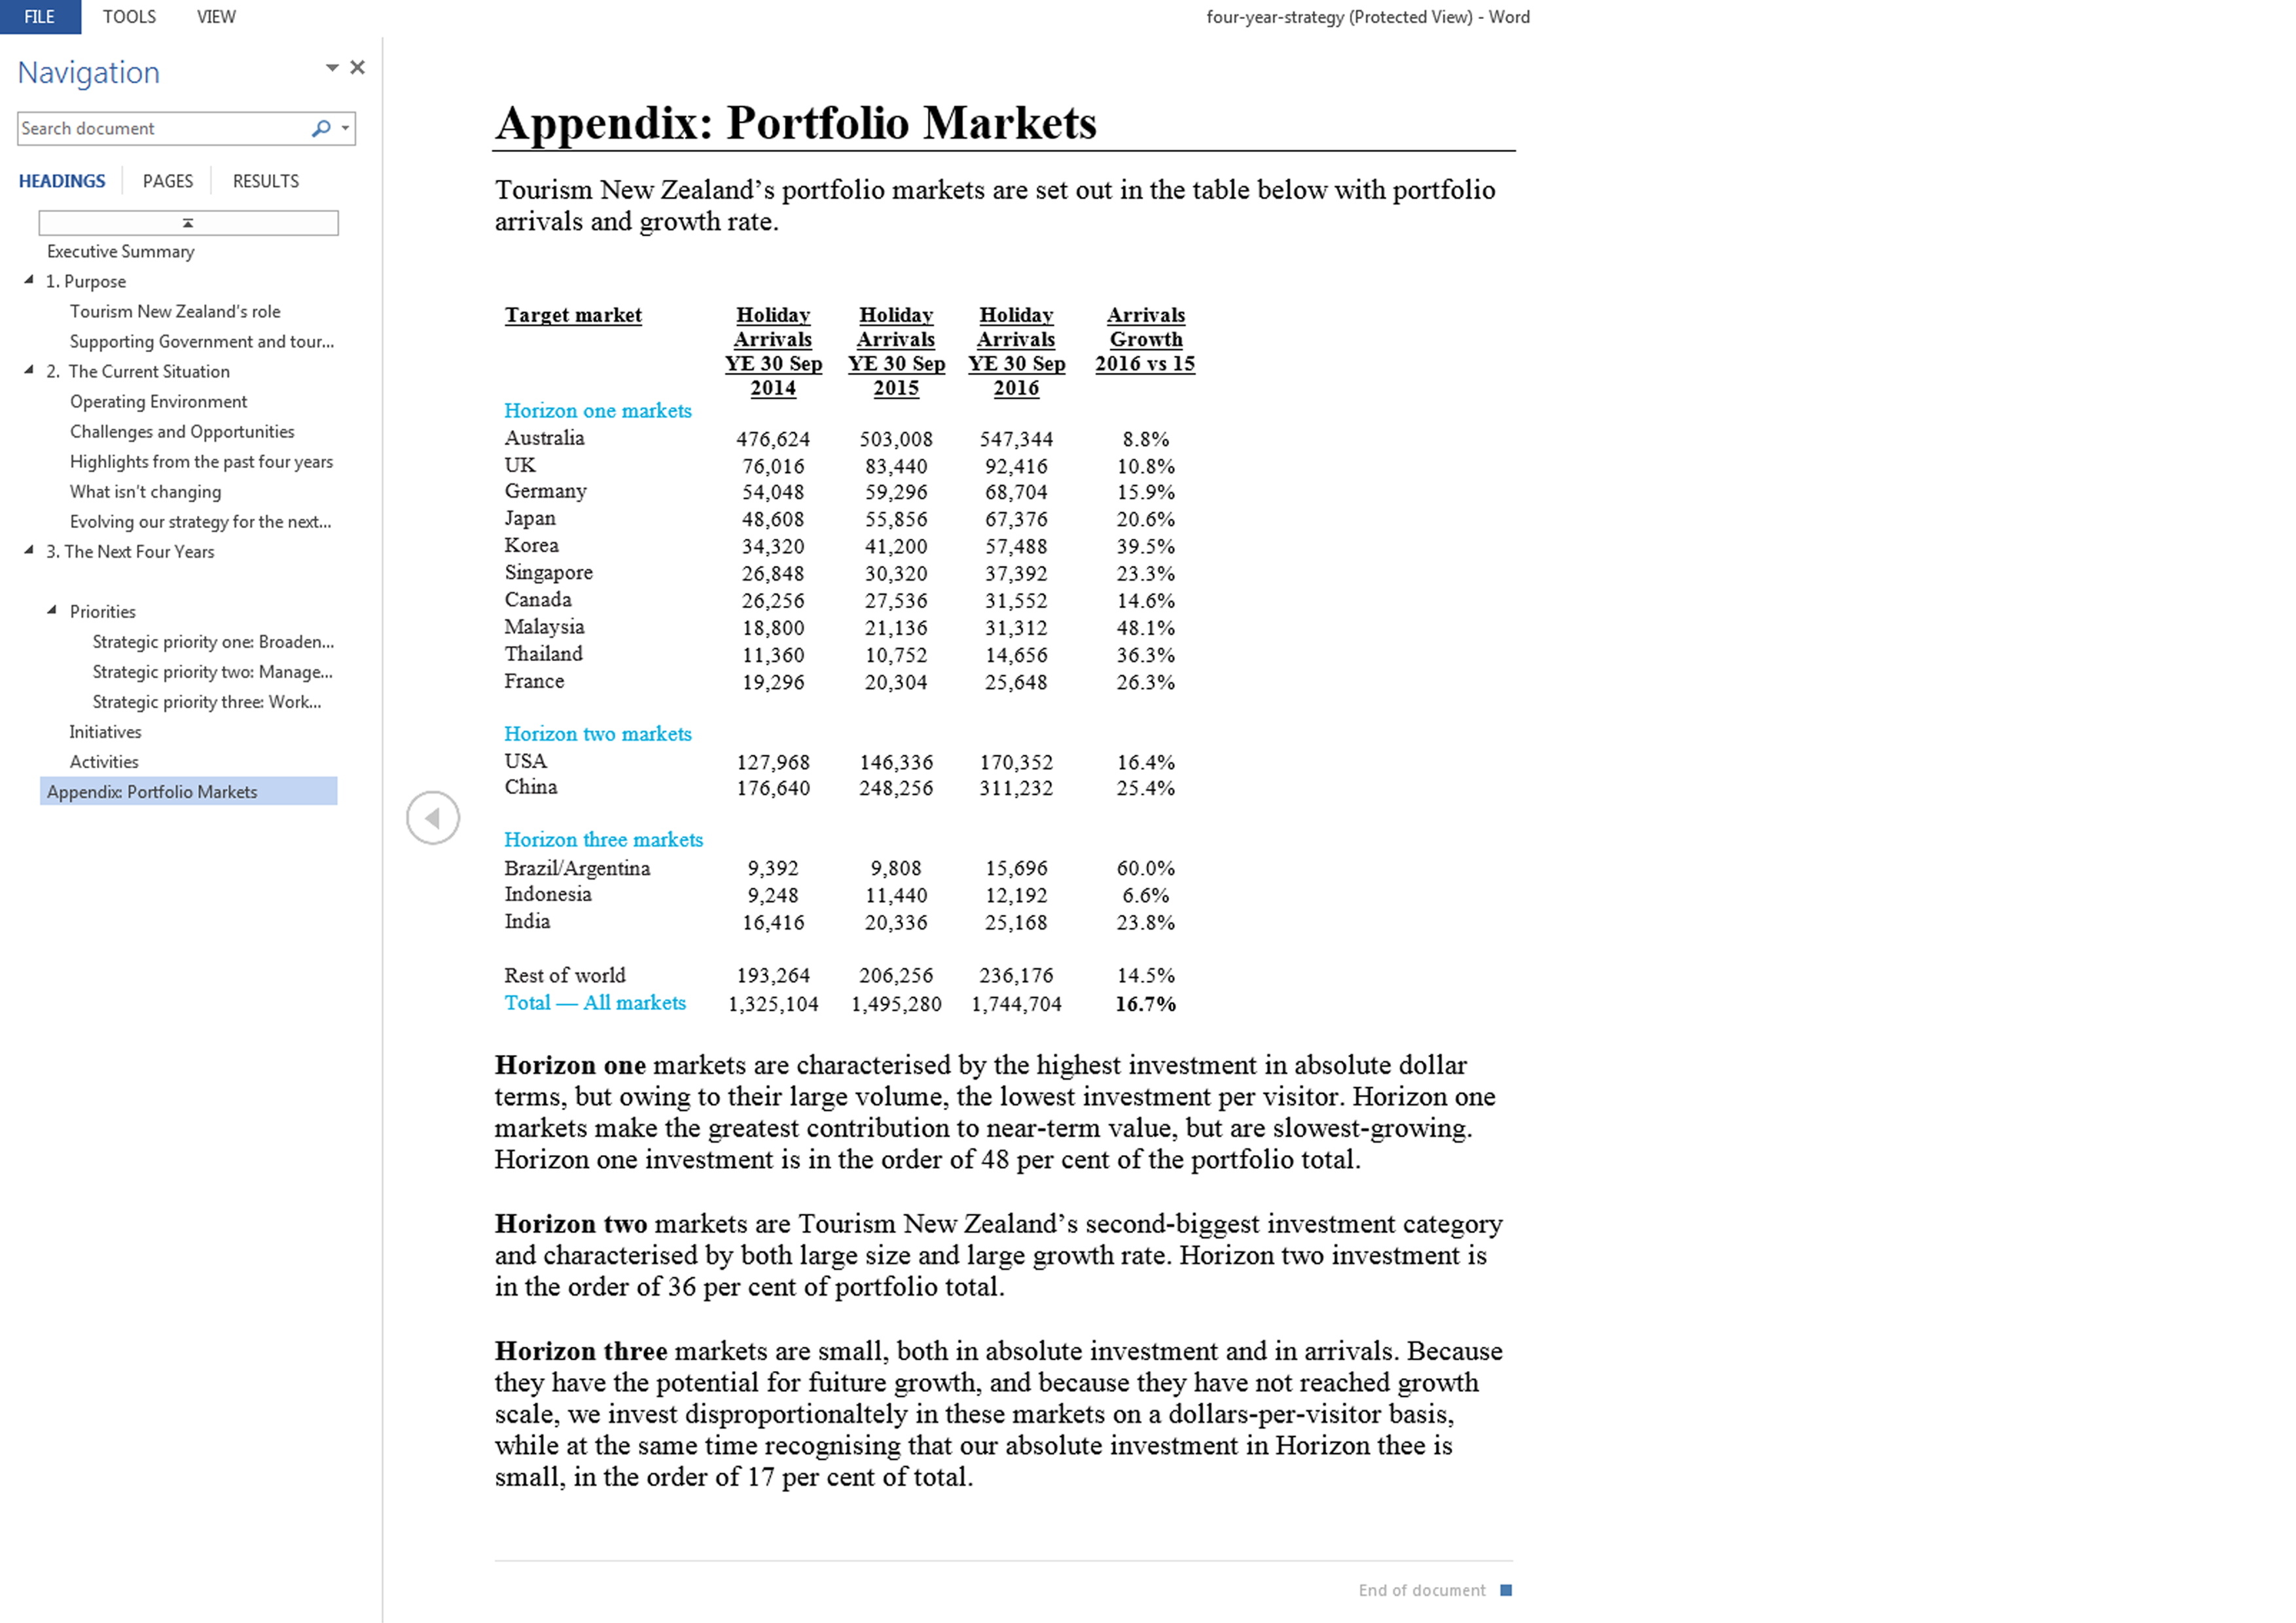 FILE TOOLS VIEW four-year-strategy (Protected View) - Word
Navigation
Search document
HEADINGS PAGES RESULTS
Executive Summary
1. Purpose
Tourism New Zealand's role
Supporting Government and tour...
2. The Current Situation
Operating Environment
Challenges and Opportunities
Highlights from the past four years
What isn't changing
Evolving our strategy for the next...
3. The Next Four Years
Priorities
Strategic priority one: Broaden...
Strategic priority two: Manage...
Strategic priority three: Work...
Initiatives
Activities
Appendix: Portfolio Markets
Appendix: Portfolio Markets
Tourism New Zealand’s portfolio markets are set out in the table below with portfolio
arrivals and growth rate.
Target market Holiday Holiday Holiday Arrivals
Arrivals Arrivals Arrivals Growth
YE 30 Sep YE 30 Sep YE 30 Sep 2016 vs 15
2014 2015 2016
Horizon one markets
Australia 476,624 503,008 547,344 8.8%
UK 76,016 83,440 92,416 10.8%
Germany 54,048 59,296 68,704 15.9%
Japan 48,608 55,856 67,376 20.6%
Korea 34,320 41,200 57,488 39.5%
Singapore 26,848 30,320 37,392 23.3%
Canada 26,256 27,536 31,552 14.6%
Malaysia 18,800 21,136 31,312 48.1%
Thailand 11,360 10,752 14,656 36.3%
France 19,296 20,304 25,648 26.3%
Horizon two markets
USA 127,968 146,336 170,352 16.4%
China 176,640 248,256 311,232 25.4%
Horizon three markets
Brazil/Argentina 9,392 9,808 15,696 60.0%
Indonesia 9,248 11,440 12,192 6.6%
India 16,416 20,336 25,168 23.8%
Rest of world 193,264 206,256 236,176 14.5%
Total — All markets 1,325,104 1,495,280 1,744,704 16.7%
Horizon one markets are characterised by the highest investment in absolute dollar
terms, but owing to their large volume, the lowest investment per visitor. Horizon one
markets make the greatest contribution to near-term value, but are slowest-growing.
Horizon one investment is in the order of 48 per cent of the portfolio total.
Horizon two markets are Tourism New Zealand’s second-biggest investment category
and characterised by both large size and large growth rate. Horizon two investment is
in the order of 36 per cent of portfolio total.
Horizon three markets are small, both in absolute investment and in arrivals. Because
they have the potential for fuiture growth, and because they have not reached growth
scale, we invest disproportionaltely in these markets on a dollars-per-visitor basis,
while at the same time recognising that our absolute investment in Horizon thee is
small, in the order of 17 per cent of total.
End of document